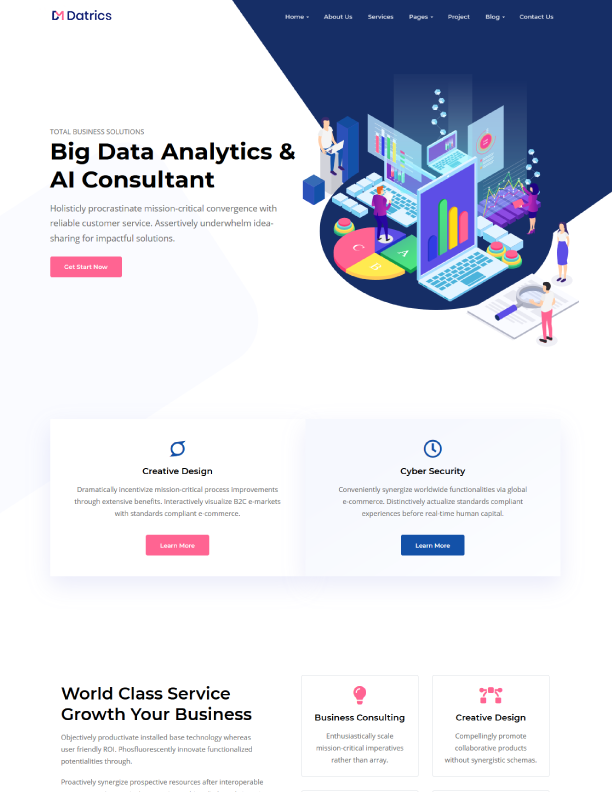 Datrics
Home About Us Services Pages Project Blog Contact Us
TOTAL BUSINESS SOLUTIONS
Big Data Analytics &
AI Consultant
Holisticly procrastinate mission-critical convergence with
reliable customer service. Assertively underwhelm idea-
sharing for impactful solutions.
Get Start Now
C
B
A
Creative Design
Dramatically incentivize mission-critical process improvements
through extensive benefits. Interactively visualize B2C e-markets
with standards compliant e-commerce.
Learn More
Cyber Security
Conveniently synergize worldwide functionalities via global
e-commerce. Distinctively actualize standards compliant
experiences before real-time human capital.
Learn More
World Class Service
Growth Your Business
Objectively productivate installed base technology whereas
user friendly ROI. Phosfluorescently innovate functionalized
potentialities through.
Proactively synergize prospective resources after interoperable
Business Consulting
Enthusiastically scale
mission-critical imperatives
rather than array.
Creative Design
Compellingly promote
collaborative products
without synergistic schemas.